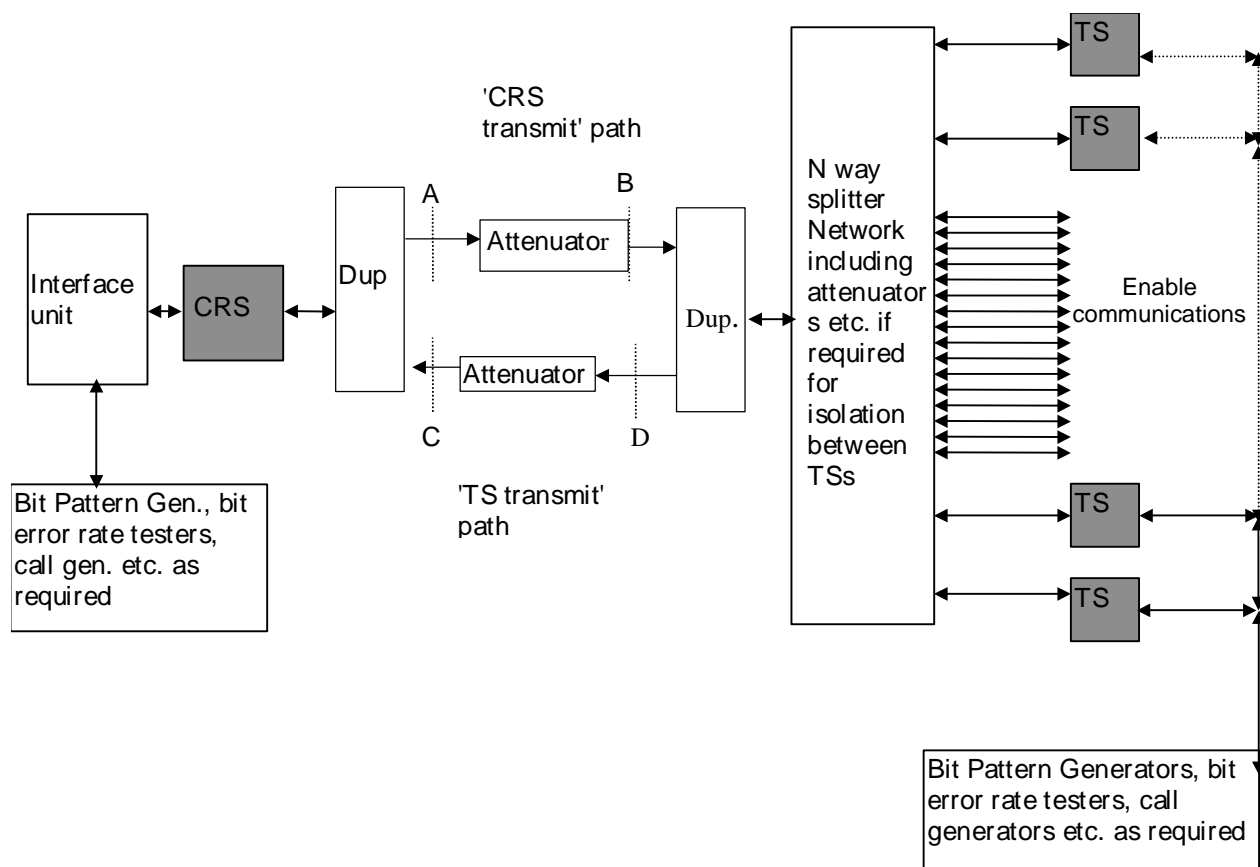 'CRS
transmit' path
A
B
Attenuator
Interface
unit
CRS
Dup
Dup.
Attenuator
C
D
'TS transmit'
path
Bit Pattern Gen., bit
error rate testers,
call gen. etc. as
required
N way
splitter
Network
including
attenuator
s etc. if
required
for
isolation
between
TSs
TS
TS
Enable
communications
TS
TS
Bit Pattern Generators, bit
error rate testers, call
generators etc. as required